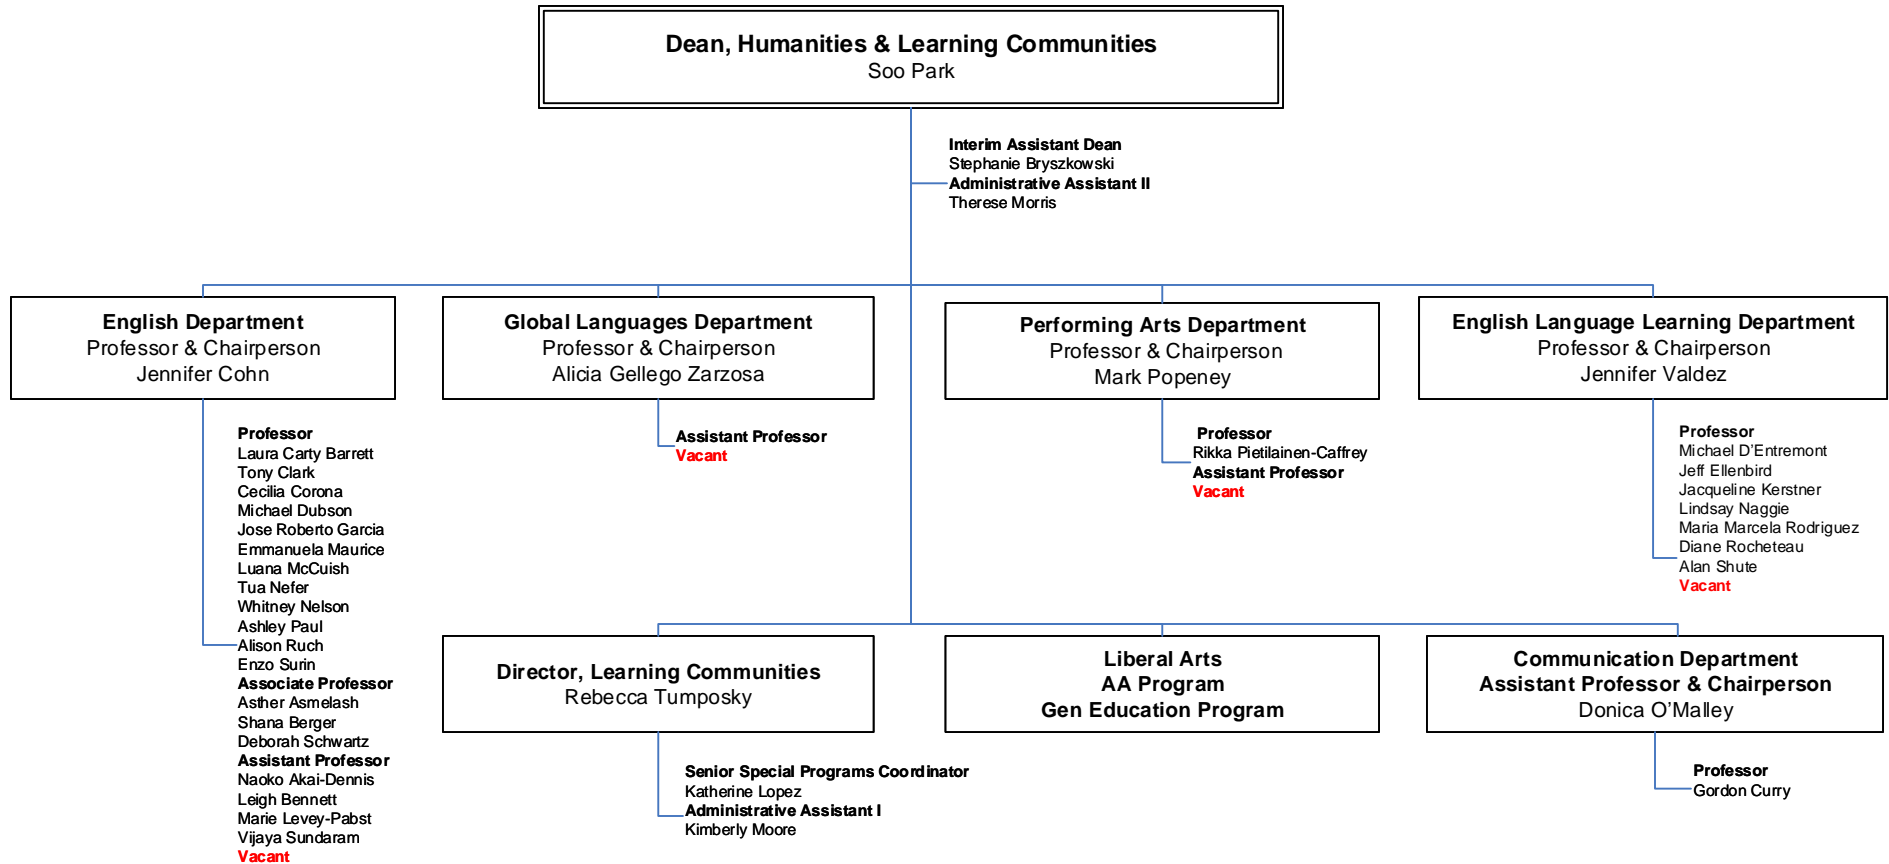 Dean, Humanities & Learning Communities
Soo Park
Interim Assistant Dean
Stephanie Bryszkowski
Administrative Assistant II
Therese Morris
English Department
Professor & Chairperson
Jennifer Cohn
Professor
Laura Carty Barrett
Tony Clark
Cecilia Corona
Michael Dubson
Jose Roberto Garcia
Emmanuela Maurice
Luana McCuish
Tua Nefer
Whitney Nelson
Ashley Paul
Alison Ruch
Enzo Surin
Associate Professor
Asther Asmelash
Shana Berger
Deborah Schwartz
Assistant Professor
Naoko Akai-Dennis
Leigh Bennett
Marie Levey-Pabst
Vijaya Sundaram
Vacant
Global Languages Department
Professor & Chairperson
Alicia Gellego Zarzosa
Assistant Professor
Vacant
Performing Arts Department
Professor & Chairperson
Mark Popeney
Professor
Rikka Pietilainen-Caffrey
Assistant Professor
Vacant
English Language Learning Department
Professor & Chairperson
Jennifer Valdez
Professor
Michael D’Entremont
Jeff Ellenbird
Jacqueline Kerstner
Lindsay Naggie
Maria Marcela Rodriguez
Diane Rocheteau
Alan Shute
Vacant
Director, Learning Communities
Rebecca Tumposky
Senior Special Programs Coordinator
Katherine Lopez
Administrative Assistant I
Kimberly Moore
Liberal Arts
AA Program
Gen Education Program
Communication Department
Assistant Professor & Chairperson
Donica O’Malley
Professor
Gordon Curry